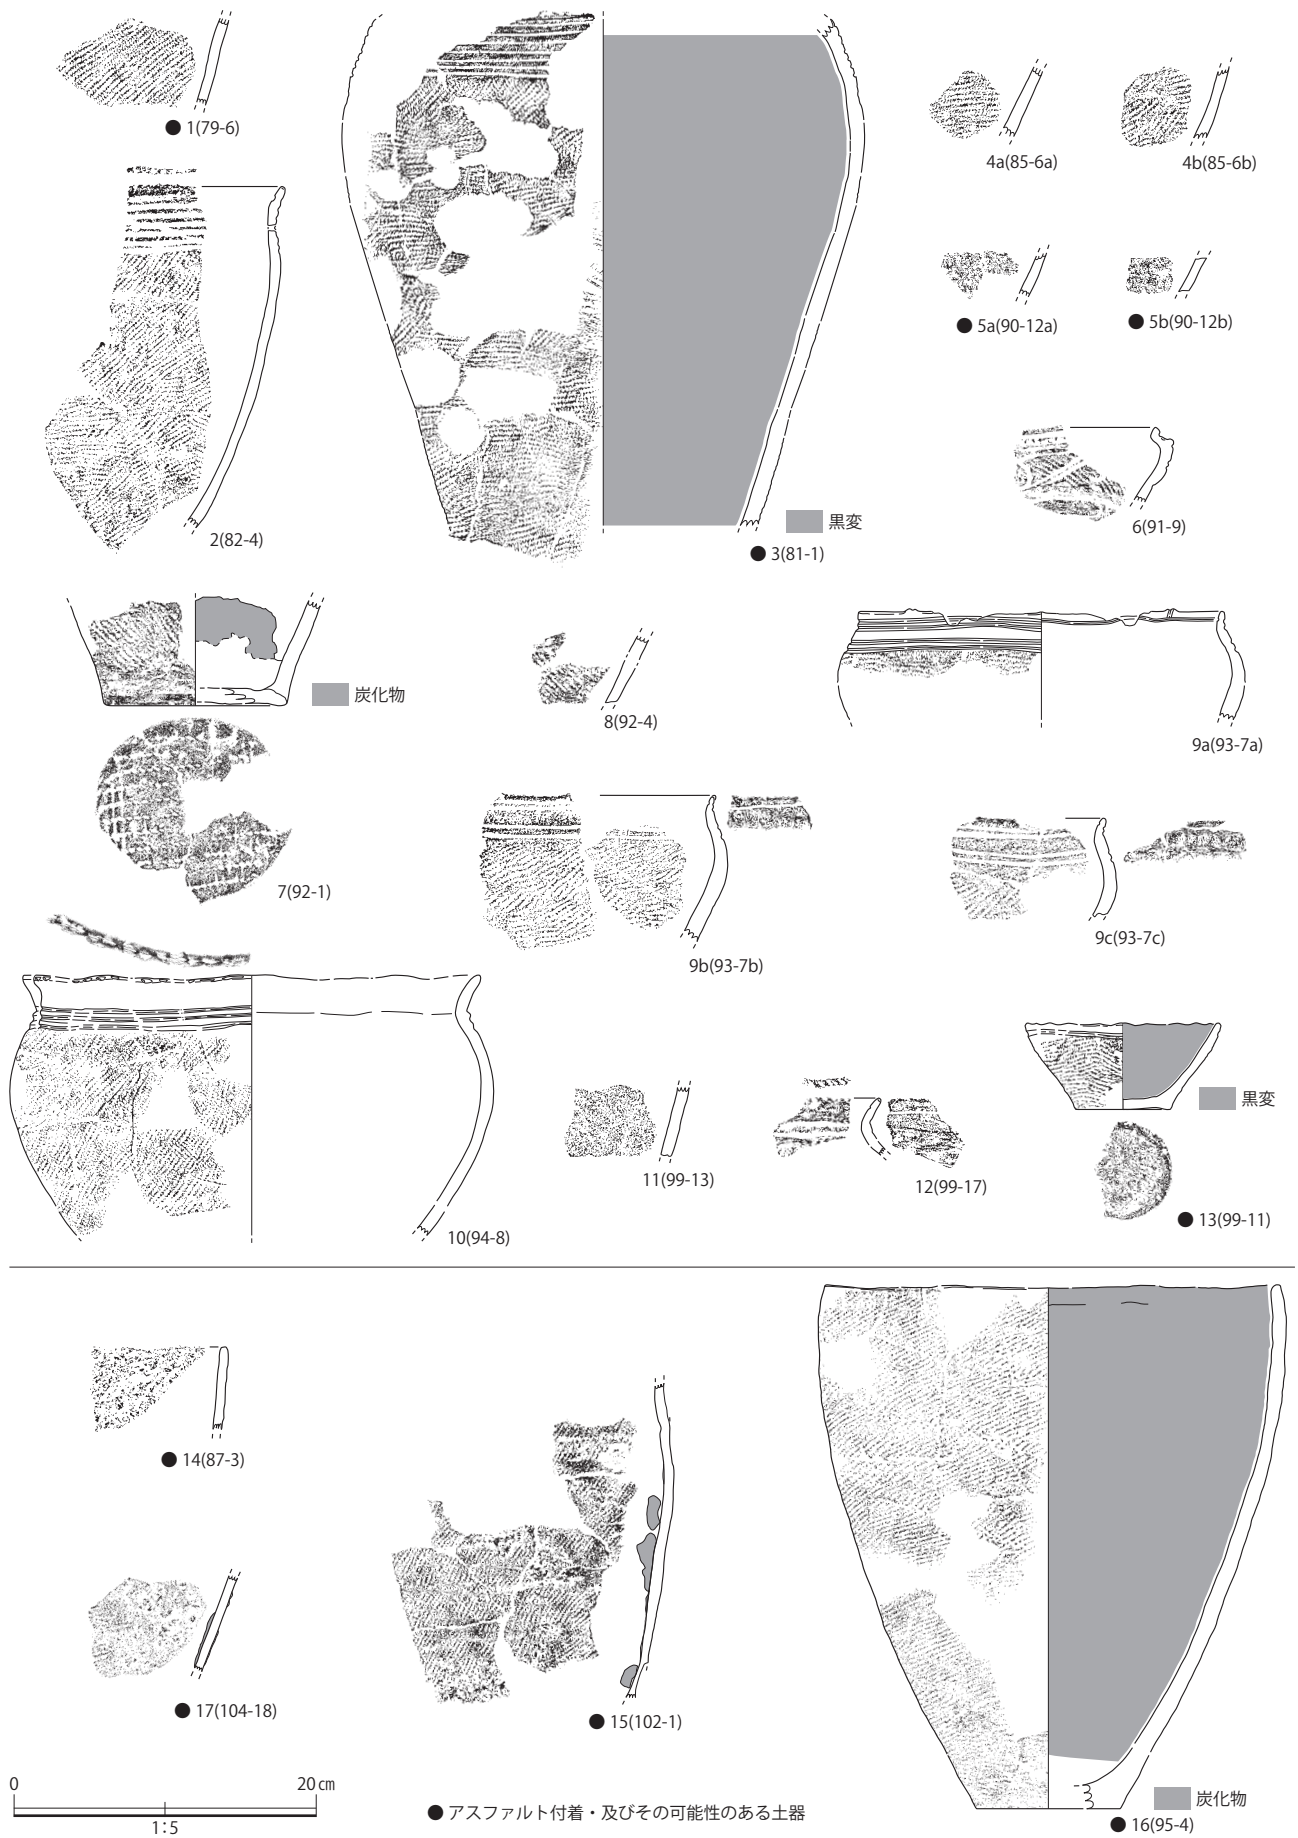 ● 1(79-6)
2(82-4)
黒変
● 3(81-1)
4a(85-6a)
4b(85-6b)
● 5a(90-12a)
● 5b(90-12b)
6(91-9)
炭化物
7(92-1)
8(92-4)
9a(93-7a)
9b(93-7b)
9c(93-7c)
10(94-8)
11(99-13)
12(99-17)
黒変
● 13(99-11)
● 14(87-3)
● 17(104-18)
● 15(102-1)
炭化物
● 16(95-4)
0 20㎝
1:5
● アスファルト付着・及びその可能性のある土器